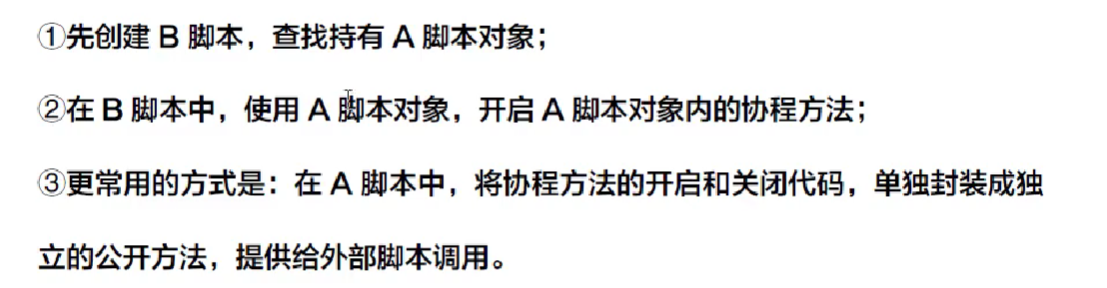 ①先创建 B 脚本，查找持有 A 脚本对象；
②在 B 脚本中，使用 A 脚本对象，开启 A 脚本对象内的协程方法；
③更常用的方式是：在 A 脚本中，将协程方法的开启和关闭代码，单独封装成独
立的公开方法，提供给外部脚本调用。